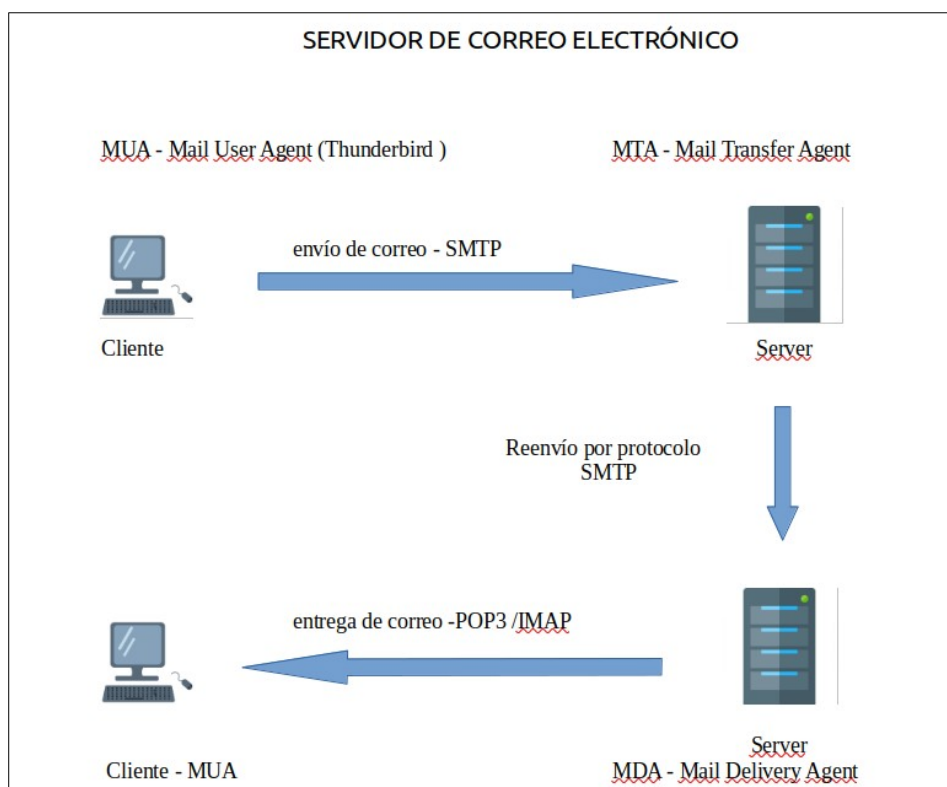 SERVIDOR DE CORREO ELECTRÓNICO
MUA - Mail User Agent (Thunderbird )
MTA - Mail Transfer Agent
envío de correo - SMTP
Cliente
Server
Reenvío por protocolo
SMTP
entrega de correo -POP3 /IMAP
Cliente - MUA
Server
MDA - Mail Delivery Agent